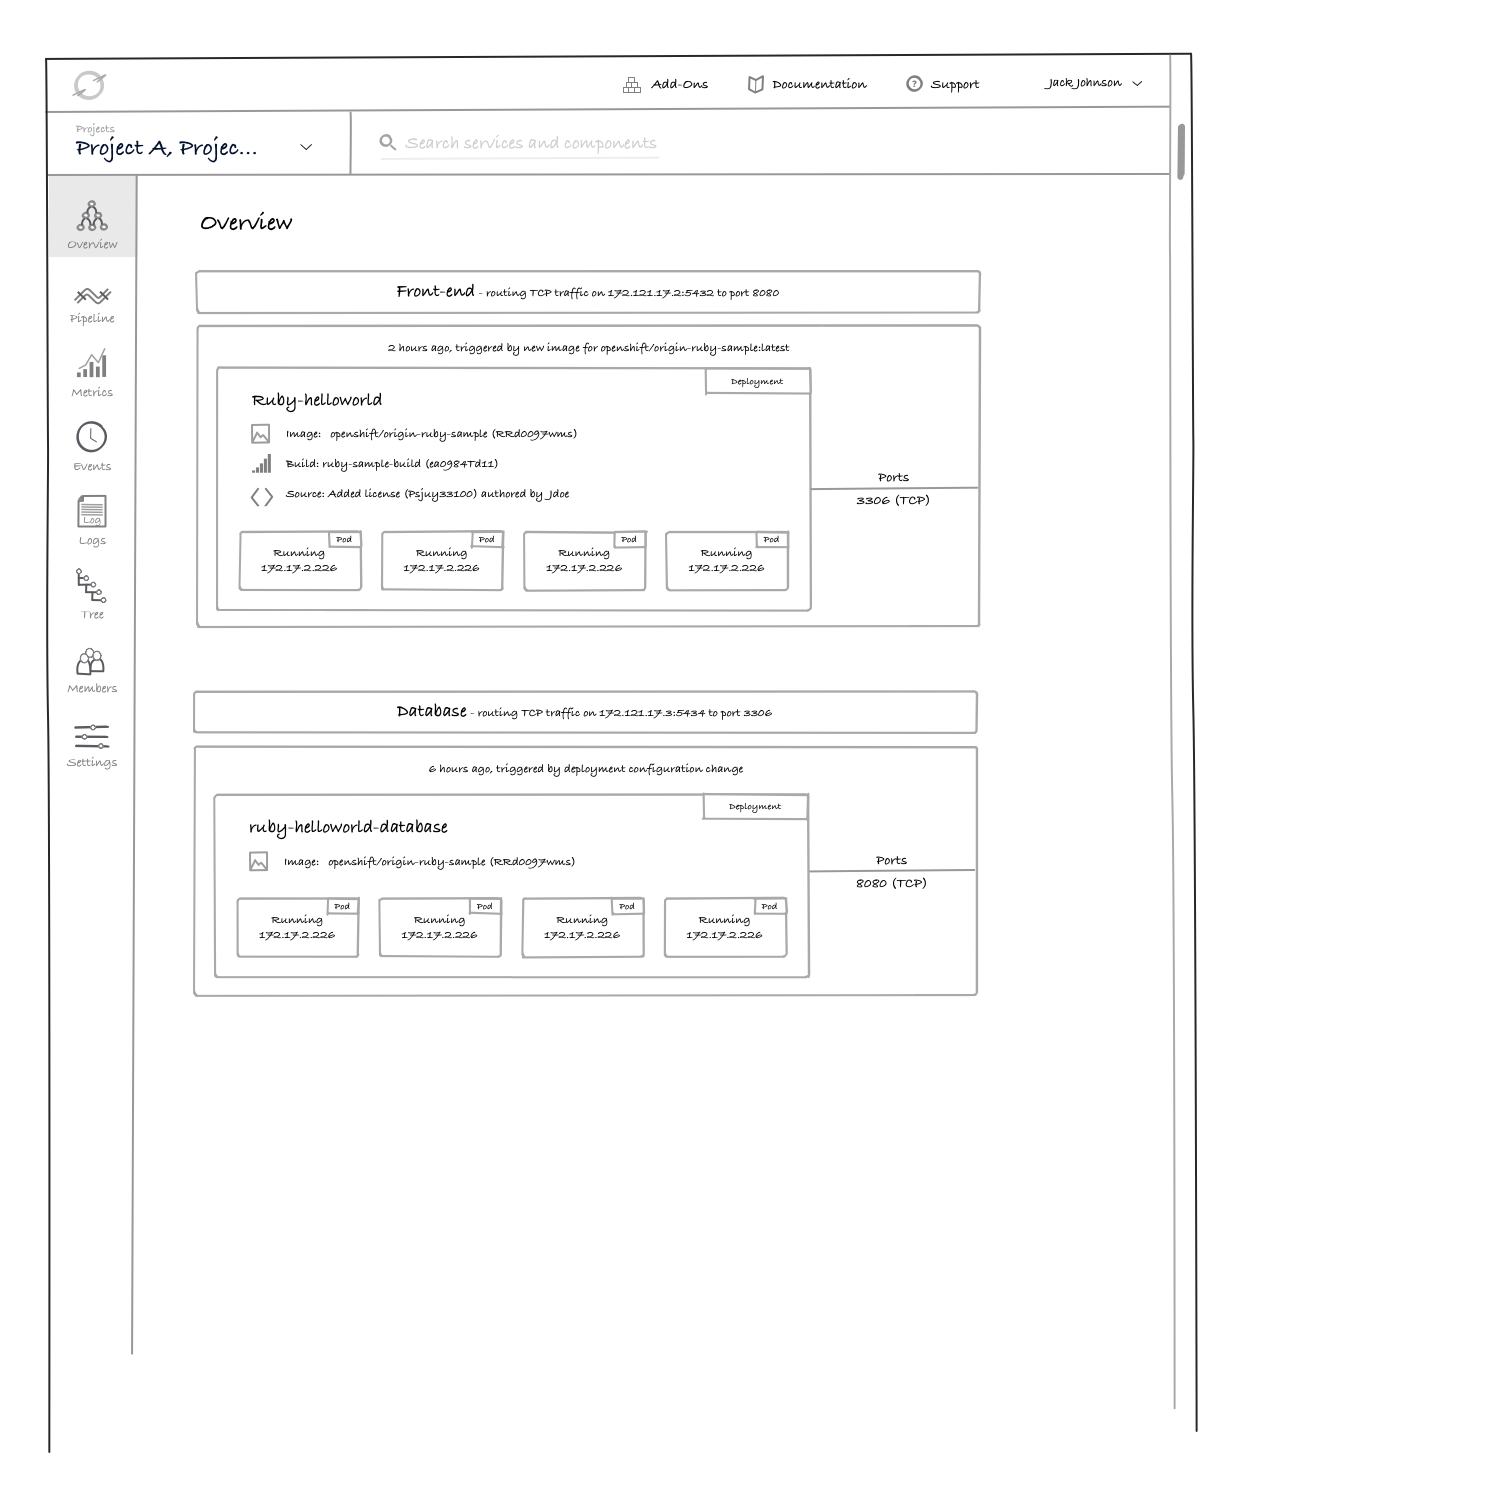 Add-Ons Documentation Support Jack Johnson
Projects
Project A, Projec...
Search services and components
Overview
Pipeline
Metrics
Events
Log
Logs
Tree
Members
Settings
Overview
Front-end - routing TCP traffic on 172.121.17.2:5432 to port 8080
2 hours ago, triggered by new image for openshift/origin-ruby-sample:latest
Deployment
Ruby-helloworld
Image: openshift/origin-ruby-sample (RRd0097wms)
Build: ruby-sample-build (ea0984Td11)
Source: Added license (Psjuy33100) authored by Jdoe
Pod Pod Pod Pod
Running Running Running Running
172.17.2.226 172.17.2.226 172.17.2.226 172.17.2.226
Ports
3306 (TCP)
Database - routing TCP traffic on 172.121.17.3:5434 to port 3306
6 hours ago, triggered by deployment configuration change
Deployment
ruby-helloworld-database
Image: openshift/origin-ruby-sample (RRd0097wms)
Pod Pod Pod Pod
Running Running Running Running
172.17.2.226 172.17.2.226 172.17.2.226 172.17.2.226
Ports
8080 (TCP)